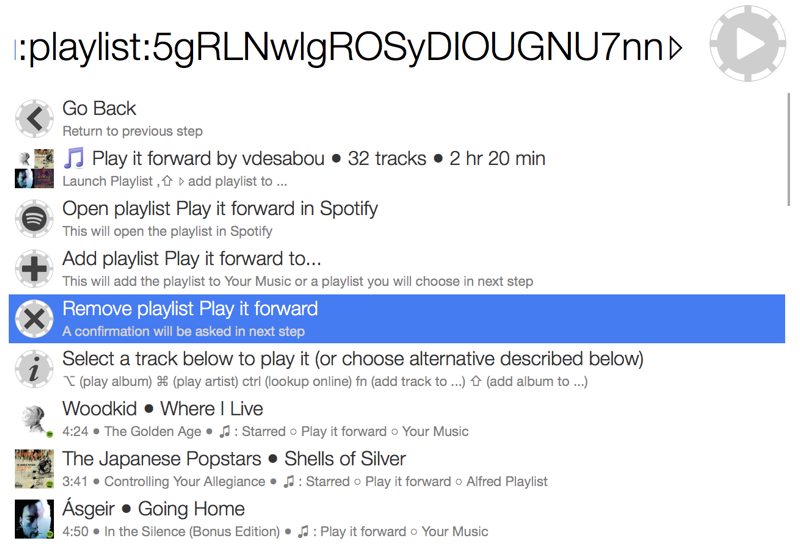 :playlist:5gRLNwlgROSyDIOUGNU7nn▹
Go Back
Return to previous step
🎵 Play it forward by vdesabou ● 32 tracks ● 2 hr 20 min
Launch Playlist ,⇧ ▹ add playlist to ...
Open playlist Play it forward in Spotify
This will open the playlist in Spotify
Add playlist Play it forward to...
This will add the playlist to Your Music or a playlist you will choose in next step
Remove playlist Play it forward
A confirmation will be asked in next step
Select a track below to play it (or choose alternative described below)
⌥ (play album) ⌘ (play artist) ctrl (lookup online) fn (add track to ...) ⇧ (add album to ...)
Woodkid ● Where I Live
4:24 ● The Golden Age ● ♫ : Starred ○ Play it forward ○ Your Music
The Japanese Popstars ● Shells of Silver
3:41 ● Controlling Your Allegiance ● ♫ : Starred ○ Play it forward ○ Alfred Playlist
Ásgeir ● Going Home
4:50 ● In the Silence (Bonus Edition) ● ♫ : Play it forward ○ Your Music